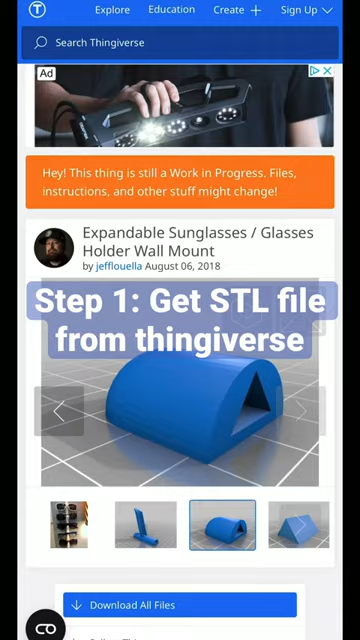 Explore Education Create + Sign Up
Search Thingiverse
Ad
Hey! This thing is still a Work in Progress. Files,
instructions, and other stuff might change!
Expandable Sunglasses / Glasses
Holder Wall Mount
by jefflouella August 06, 2018
Step 1: Get STL file
from thingiverse
Download All Files